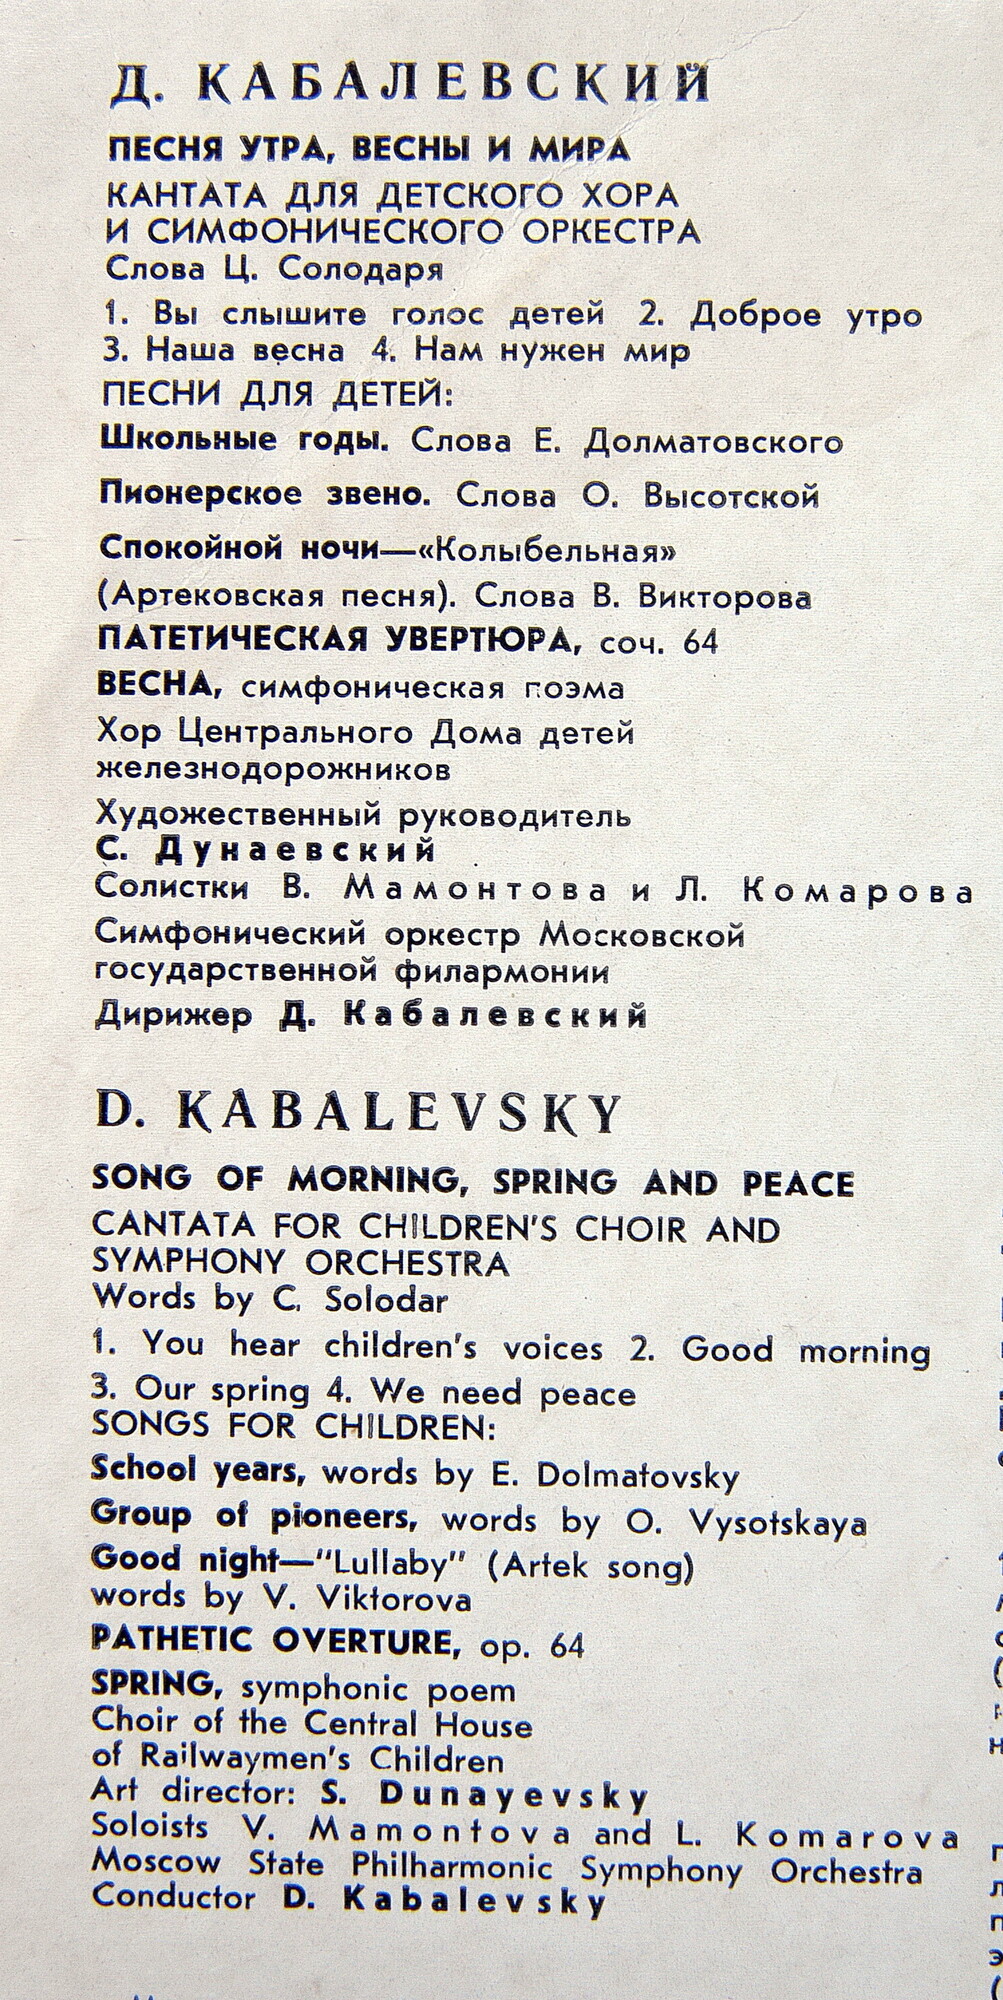 Д. КАБАЛЕВСКИЙ
ПЕСНЯ УТРА, ВЕСНЫ И МИРА
КАНТАТА ДЛЯ ДЕТСКОГО ХОРА
И СИМФОНИЧЕСКОГО ОРКЕСТРА
Слова Ц. Солодаря
1. Вы слышите голос детей 2. Доброе утро
3. Наша весна 4. Нам нужен мир
ПЕСНИ ДЛЯ ДЕТЕЙ:
Школьные годы. Слова Е. Долматовского
Пионерское звено. Слова О. Высотской
Спокойной ночи—«Колыбельная»
(Артековская песня). Слова В. Викторова
ПАТЕТИЧЕСКАЯ УВЕРТЮРА, соч. 64
ВЕСНА, симфоническая поэма
Хор Центрального Дома детей
железнодорожников
Художественный руководитель
С. Дунаевский
Солистки В. Мамонтова и Л. Комарова
Симфонический оркестр Московской
государственной филармонии
Дирижер Д. Кабалевский
D. KABALEVSKY
SONG OF MORNING, SPRING AND PEACE
CANTATA FOR CHILDREN'S CHOIR AND
SYMPHONY ORCHESTRA
Words by C. Solodar
1. You hear children's voices 2. Good morning
3. Our spring 4. We need peace
SONGS FOR CHILDREN:
School years, words by E. Dolmatovsky
Group of pioneers, words by O. Vysotskaya
Good night—"Lullaby" (Artek song)
words by V. Viktorova
PATHETIC OVERTURE, op. 64
SPRING, symphonic poem
Choir of the Central House
of Railwaymen's Children
Art director: S. Dunayevsky
Soloists V. Mamontova and L. Komarova
Moscow State Philharmonic Symphony Orchestra
Conductor D. Kabalevsky